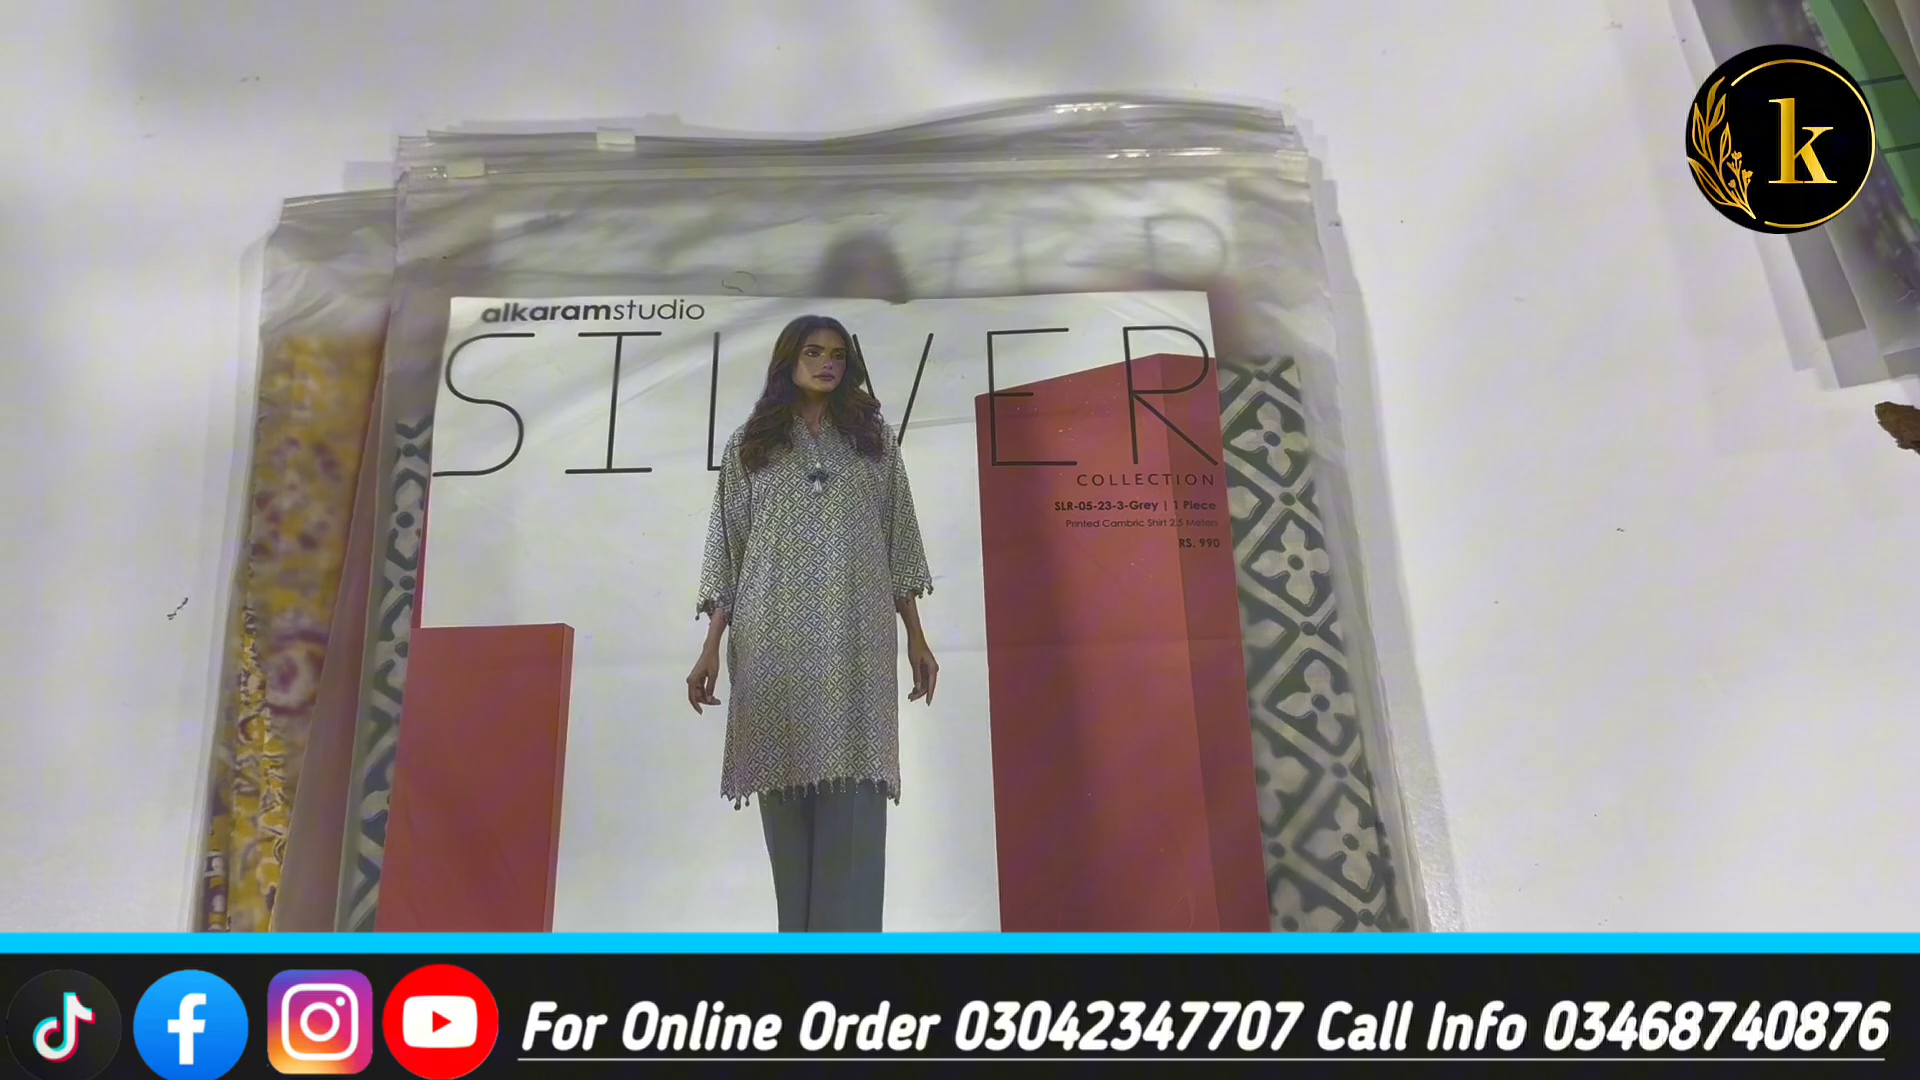 k
alkaramstudio
SILVER
COLLECTION
SLR-05-23-3-Grey | 1 Piece
Printed Cambric Shirt 2.5 Meters
RS. 990
For Online Order 03042347707 Call Info 03468740876